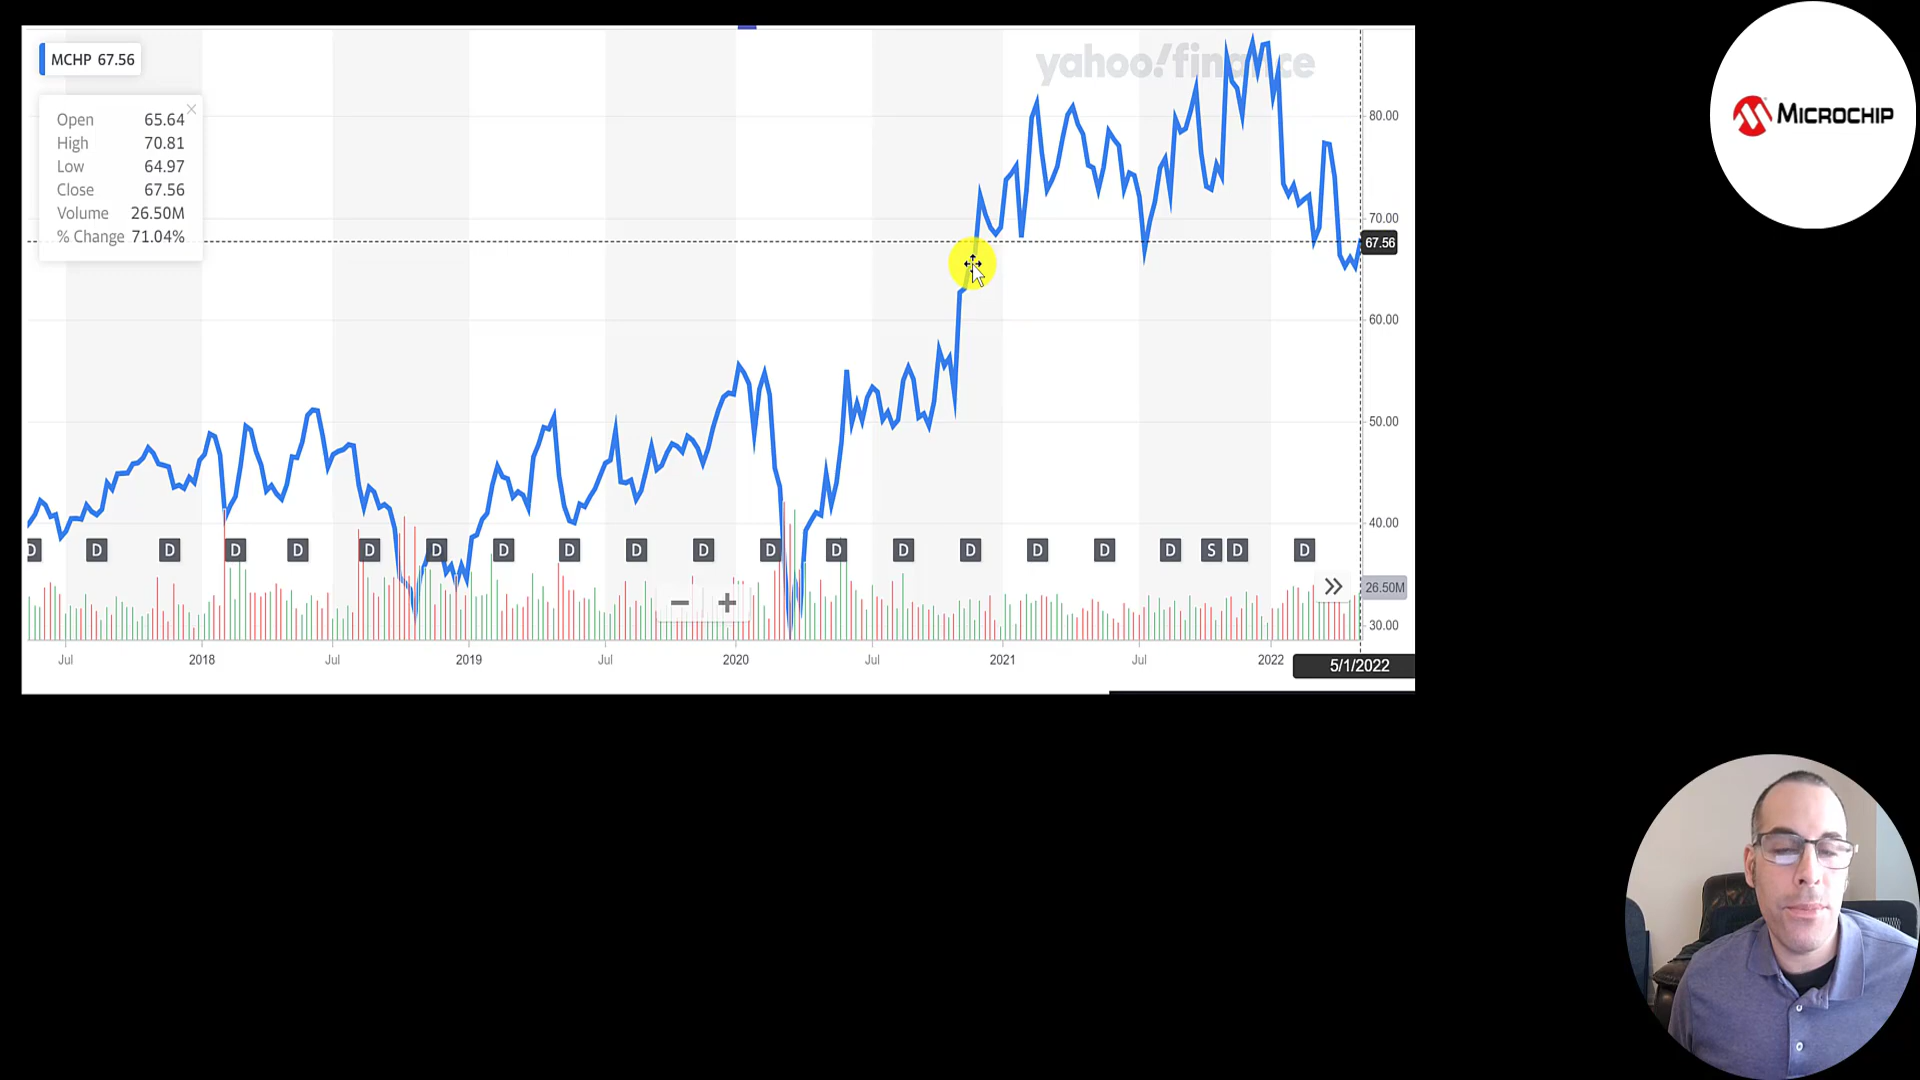 MCHP 67.56
yahoo!finance
Open 65.64
High 70.81
Low 64.97
Close 67.56
Volume 26.50M
% Change 71.04%
80.00
70.00
67.56
60.00
50.00
40.00
D D D D D D D D D D D D D D D D D D S D D
26.50M
30.00
Jul 2018 Jul 2019 Jul 2020 Jul 2021 Jul 2022
5/1/2022
MICROCHIP